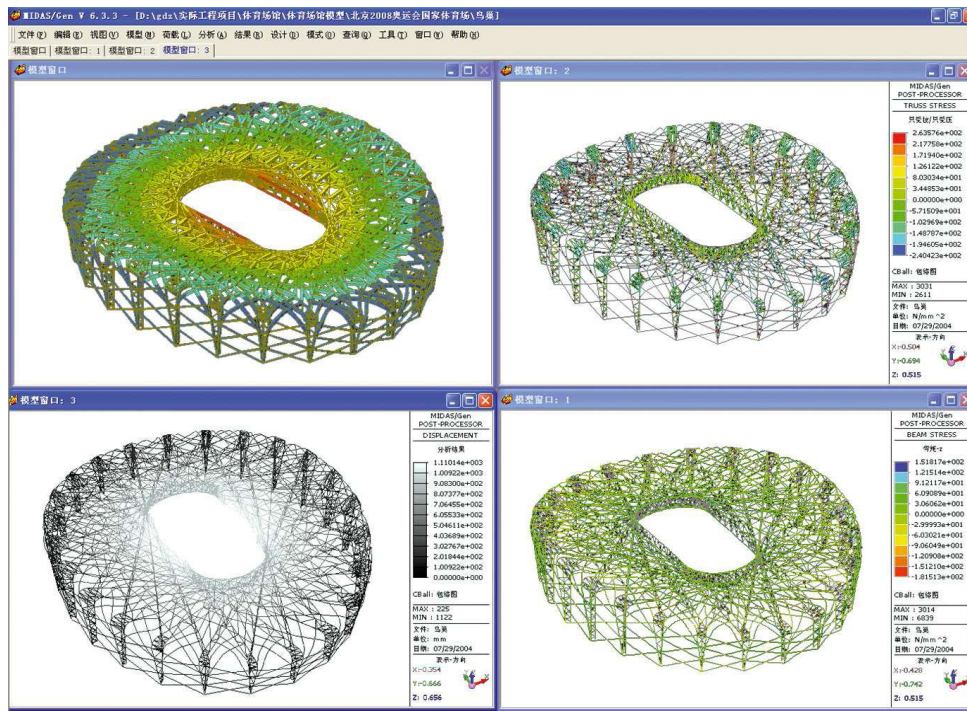 MIDAS/Gen V 6.3.3 - [D:\gdz\实际工程项目\体育场馆\体育场馆模型\北京2008奥运会国家体育场\鸟巢]
文件(F) 编辑(E) 视图(V) 模型(M) 荷载(L) 分析(A) 结果(R) 设计(D) 模式(O) 查询(Q) 工具(T) 窗口(W) 帮助(H)
模型窗口 模型窗口: 1 模型窗口: 2 模型窗口: 3
模型窗口
模型窗口: 2
MIDAS/Gen
POST-PROCESSOR
TRUSS STRESS
只受拉/只受压
2.63576e+002
2.17758e+002
1.71940e+002
1.26122e+002
8.03034e+001
3.44853e+001
0.00000e+000
-5.71509e+001
-1.02969e+002
-1.48787e+002
-1.94605e+002
-2.40423e+002
CBall: 包络图
MAX : 3031
MIN : 2611
文件: 鸟巢
单位: N/mm^2
日期: 07/29/2004
表示-方向
X:-0.504
Y:-0.694
Z: 0.515
模型窗口: 3
MIDAS/Gen
POST-PROCESSOR
DISPLACEMENT
分析结果
1.11014e+003
1.00922e+003
9.08300e+002
8.07377e+002
7.06455e+002
6.05533e+002
5.04611e+002
4.03689e+002
3.02767e+002
2.01844e+002
1.00922e+002
0.00000e+000
CBall: 包络图
MAX : 225
MIN : 1122
文件: 鸟巢
单位: mm
日期: 07/29/2004
表示-方向
X:-0.354
Y:-0.666
Z: 0.656
模型窗口: 1
MIDAS/Gen
POST-PROCESSOR
BEAM STRESS
1.51817e+002
1.21514e+002
9.12117e+001
6.09089e+001
3.06062e+001
0.00000e+000
-2.99993e+001
-6.03021e+001
-9.06049e+001
-1.20908e+002
-1.51210e+002
-1.81513e+002
CBall: 包络图
MAX : 3014
MIN : 6839
文件: 鸟巢
单位: N/mm^2
日期: 07/29/2004
表示-方向
X:-0.428
Y:-0.742
Z: 0.515